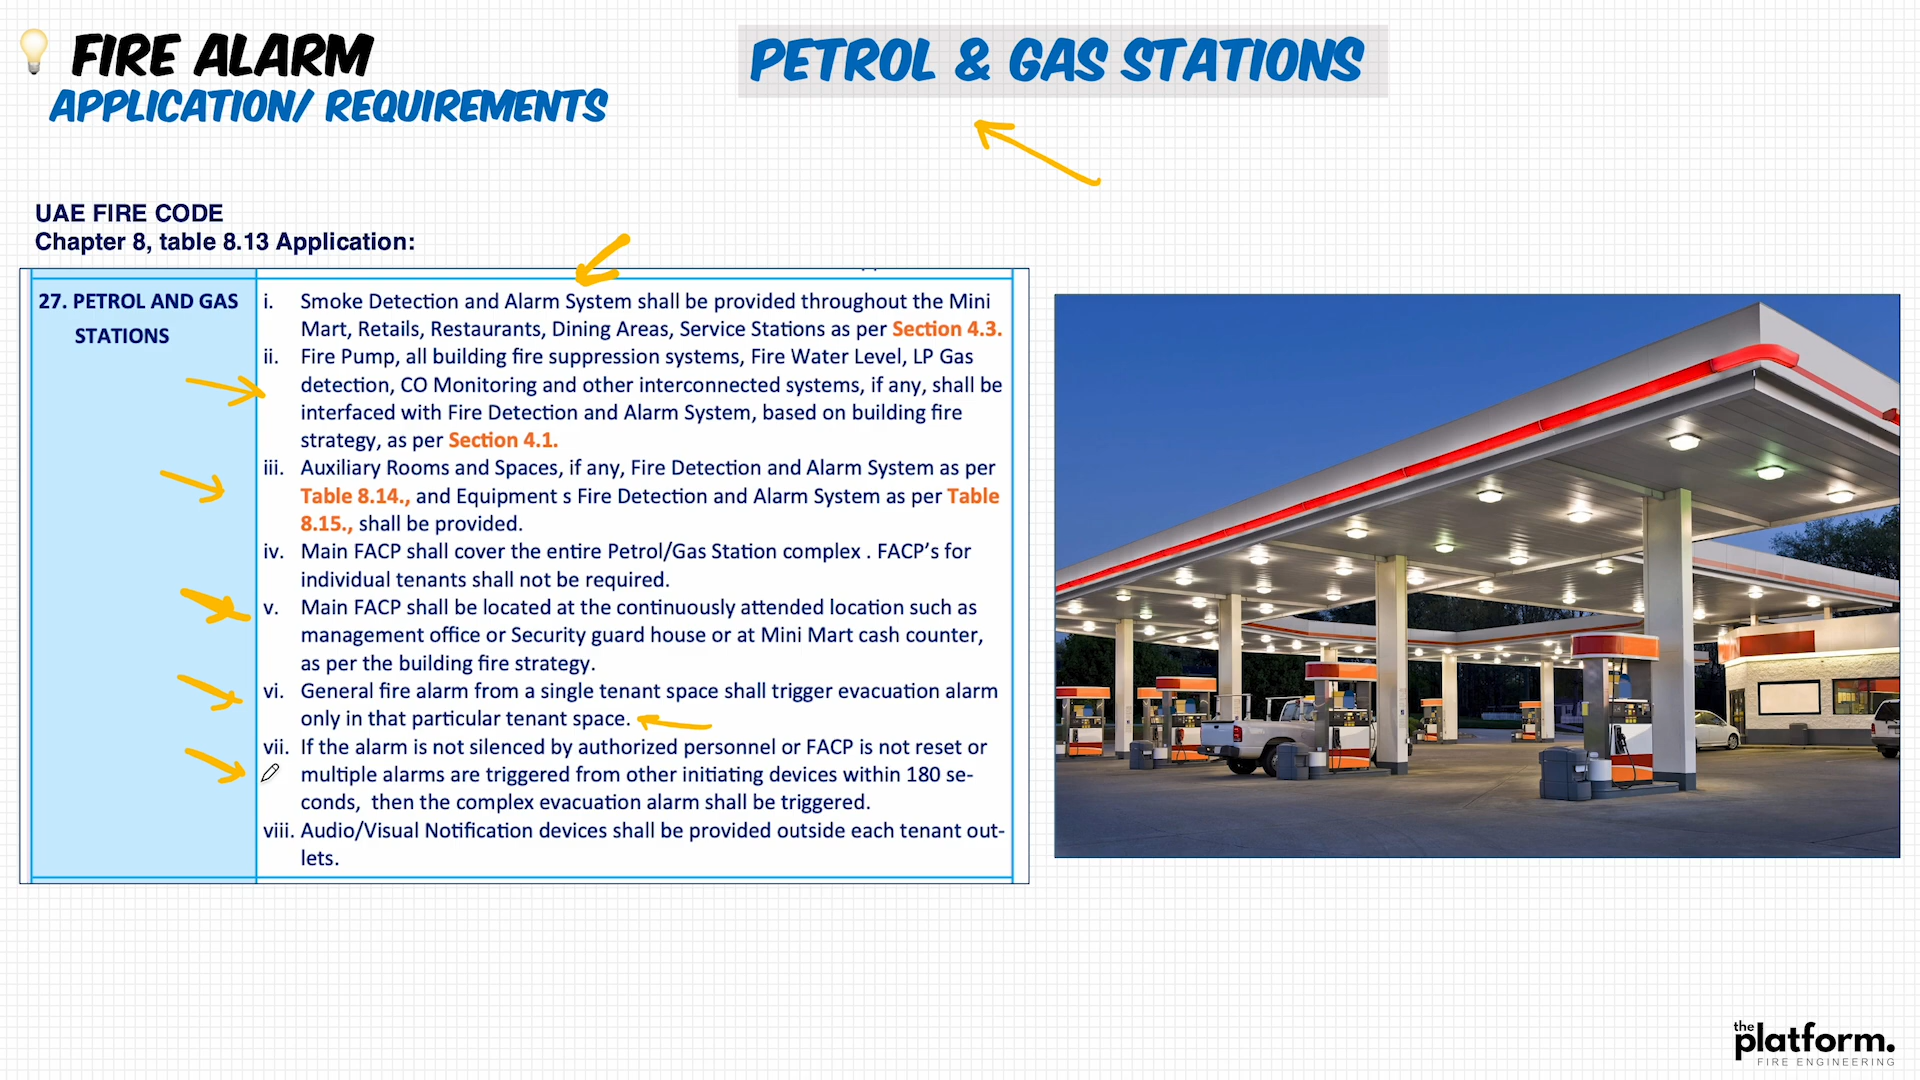 FIRE ALARM
APPLICATION/ REQUIREMENTS
PETROL & GAS STATIONS
UAE FIRE CODE
Chapter 8, table 8.13 Application:
27. PETROL AND GAS
STATIONS
i. Smoke Detection and Alarm System shall be provided throughout the Mini
Mart, Retails, Restaurants, Dining Areas, Service Stations as per Section 4.3.
ii. Fire Pump, all building fire suppression systems, Fire Water Level, LP Gas
detection, CO Monitoring and other interconnected systems, if any, shall be
interfaced with Fire Detection and Alarm System, based on building fire
strategy, as per Section 4.1.
iii. Auxiliary Rooms and Spaces, if any, Fire Detection and Alarm System as per
Table 8.14., and Equipment s Fire Detection and Alarm System as per Table
8.15., shall be provided.
iv. Main FACP shall cover the entire Petrol/Gas Station complex . FACP’s for
individual tenants shall not be required.
v. Main FACP shall be located at the continuously attended location such as
management office or Security guard house or at Mini Mart cash counter,
as per the building fire strategy.
vi. General fire alarm from a single tenant space shall trigger evacuation alarm
only in that particular tenant space.
vii. If the alarm is not silenced by authorized personnel or FACP is not reset or
multiple alarms are triggered from other initiating devices within 180 se-
conds, then the complex evacuation alarm shall be triggered.
viii. Audio/Visual Notification devices shall be provided outside each tenant out-
lets.
the
platform.
FIRE ENGINEERING